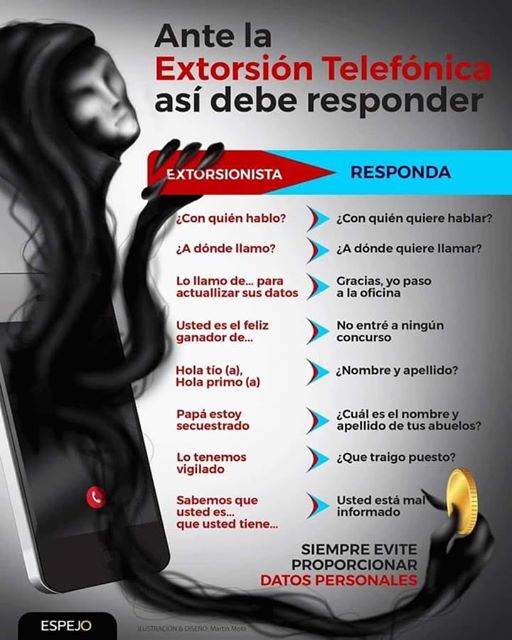 Ante la
Extorsión Telefónica
así debe responder
EXTORSIONISTA
RESPONDA
¿Con quién hablo?
¿Con quién quiere hablar?
¿A dónde llamo?
¿A dónde quiere llamar?
Lo llamo de... para
actuallizar sus datos
Gracias, yo paso
a la oficina
Usted es el feliz
ganador de...
No entré a ningún
concurso
Hola tío (a),
Hola primo (a)
¿Nombre y apellido?
Papá estoy
secuestrado
¿Cuál es el nombre y
apellido de tus abuelos?
Lo tenemos
vigilado
¿Que traigo puesto?
Sabemos que
usted es...
que usted tiene...
Usted está mal
informado
SIEMPRE EVITE
PROPORCIONAR
DATOS PERSONALES
ESPEJO
ILUSTRACIÓN & DISEÑO: Martín Mota